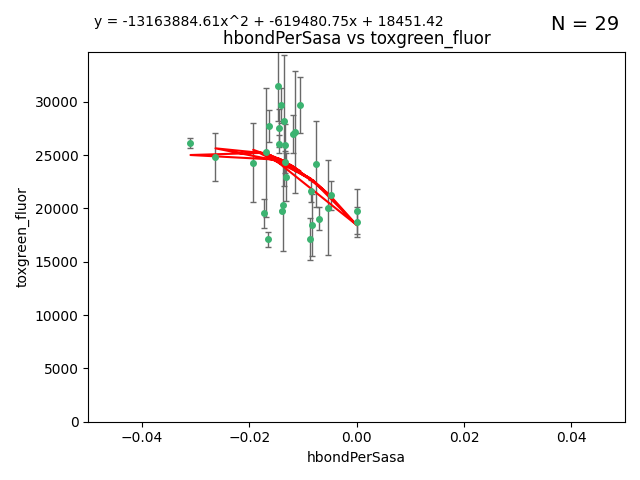 y = -13163884.61x^2 + -619480.75x + 18451.42
N = 29
hbondPerSasa vs toxgreen_fluor
toxgreen_fluor
30000
25000
20000
15000
10000
5000
0
−0.04
−0.02
0.00
0.02
0.04
hbondPerSasa